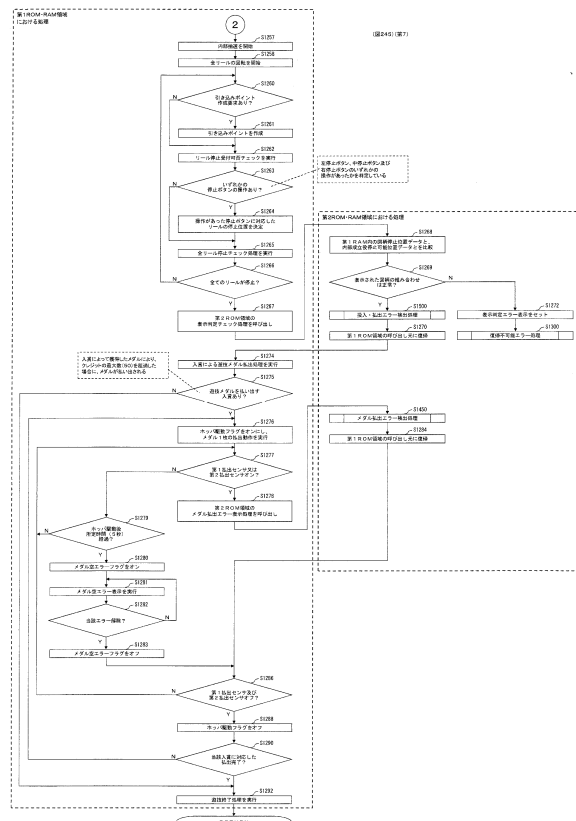 第1ROM・RAM領域
における処理
2
(図245)(第7)
S1257
内部抽選を開始
S1258
全リールの回転を開始
S1260
引き込みポイント
作成要求あり?
N
Y
S1261
引き込みポイントを作成
S1262
リール停止受付可否チェックを実行
S1263
いずれかの
停止ボタンの操作あり?
N
Y
左停止ボタン、中停止ボタン及び
右停止ボタンのいずれかの
操作があったかを判定している
S1264
操作があった停止ボタンに対応した
リールの停止位置を決定
S1265
全リール停止チェック処理を実行
S1266
全てのリールが停止?
N
Y
S1267
第2ROM領域の
表示判定チェック処理を呼び出し
第2ROM・RAM領域における処理
S1268
第1RAM内の図柄停止位置データと、
内部成立役停止可能位置データとを比較
S1269
表示された図柄の組み合わせ
は正常?
N
Y
S1500
投入・払出エラー検出処理
S1270
第1ROM領域の呼び出し元に復帰
S1272
表示判定エラー表示をセット
S1300
復帰不可能エラー処理
S1274
入賞による遊技メダル払出処理を実行
入賞によって獲得したメダルにより、
クレジットの最大数(50)を超過した
場合に、メダルが払い出される
S1275
遊技メダルを払い出す
入賞あり?
N
Y
S1276
ホッパ駆動フラグをオンにし、
メダル1枚の払出動作を実行
S1277
第1払出センサ又は
第2払出センサオン?
N
Y
S1278
第2ROM領域の
メダル払出エラー表示処理を呼び出し
S1450
メダル払出エラー検出処理
S1284
第1ROM領域の呼び出し元に復帰
S1279
ホッパ駆動後
所定時間(5秒)
経過?
N
Y
S1280
メダル空エラーフラグをオン
S1281
メダル空エラー表示を実行
S1282
当該エラー解除?
N
Y
S1283
メダル空エラーフラグをオフ
S1286
第1払出センサ及び
第2払出センサオフ?
N
Y
S1288
ホッパ駆動フラグをオフ
S1290
当該入賞に対応した
払出完了?
N
Y
S1292
遊技終了処理を実行